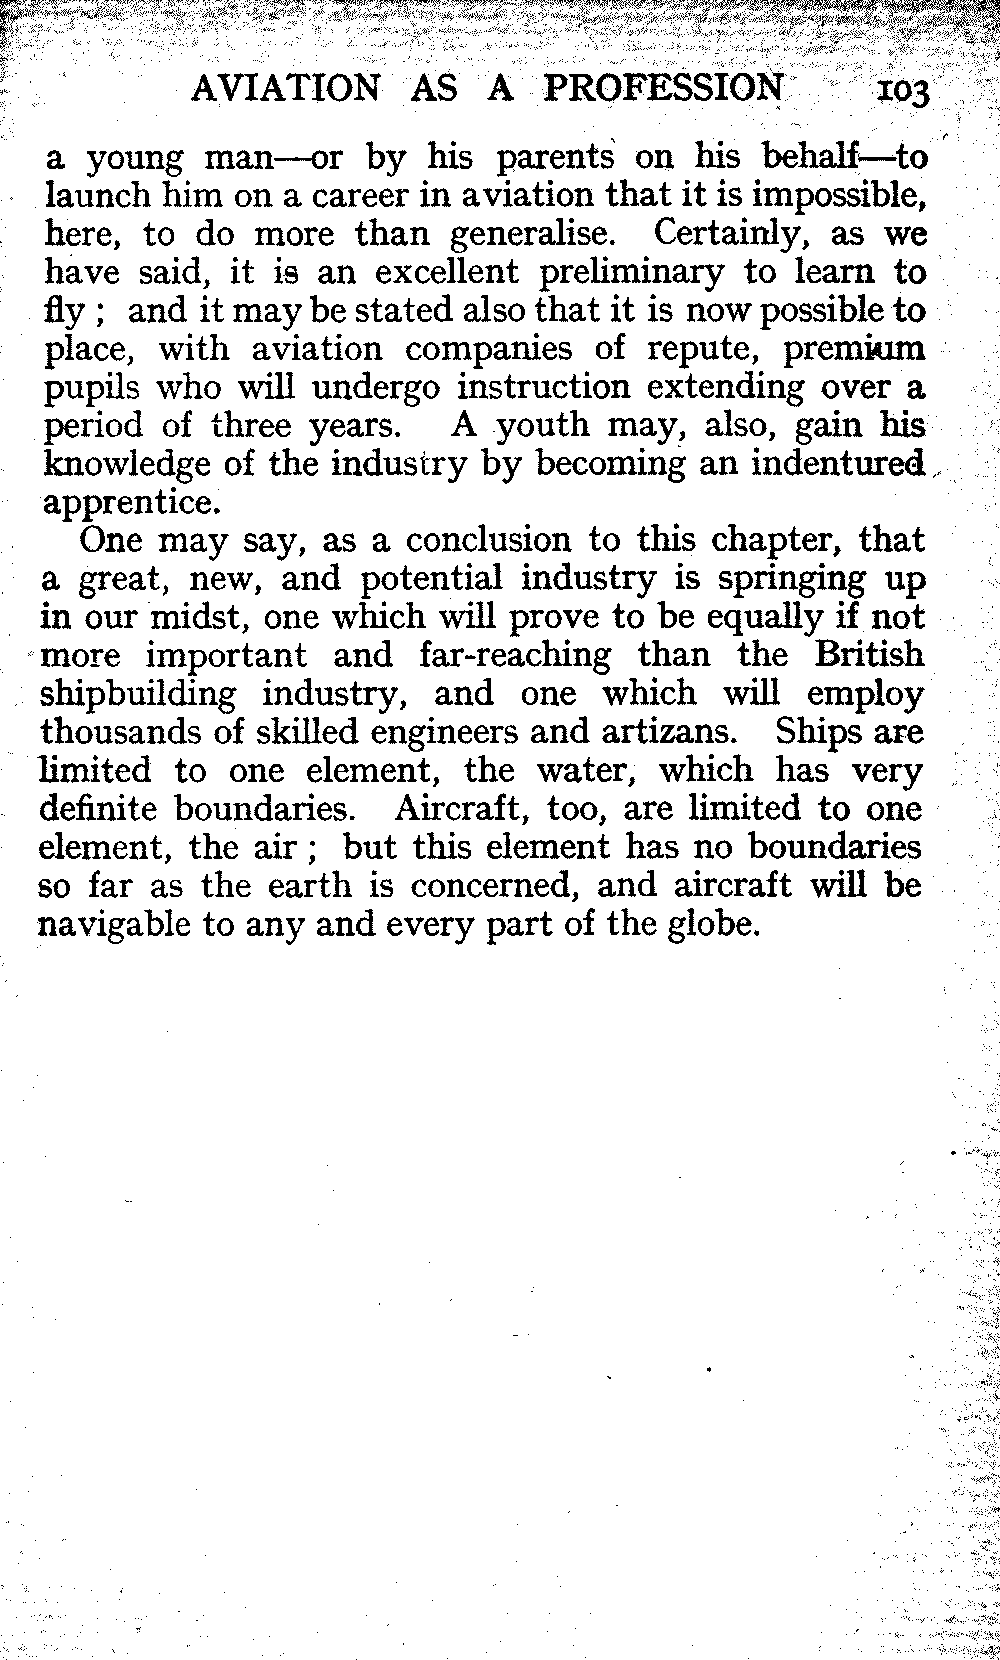 AVIATION AS A PROFESSION 103
a young man—or by his parents on his behalf—to
launch him on a career in aviation that it is impossible,
here, to do more than generalise. Certainly, as we
have said, it is an excellent preliminary to learn to
fly ; and it may be stated also that it is now possible to
place, with aviation companies of repute, premium
pupils who will undergo instruction extending over a
period of three years. A youth may, also, gain his
knowledge of the industry by becoming an indentured
apprentice.
One may say, as a conclusion to this chapter, that
a great, new, and potential industry is springing up
in our midst, one which will prove to be equally if not
more important and far-reaching than the British
shipbuilding industry, and one which will employ
thousands of skilled engineers and artizans. Ships are
limited to one element, the water, which has very
definite boundaries. Aircraft, too, are limited to one
element, the air ; but this element has no boundaries
so far as the earth is concerned, and aircraft will be
navigable to any and every part of the globe.